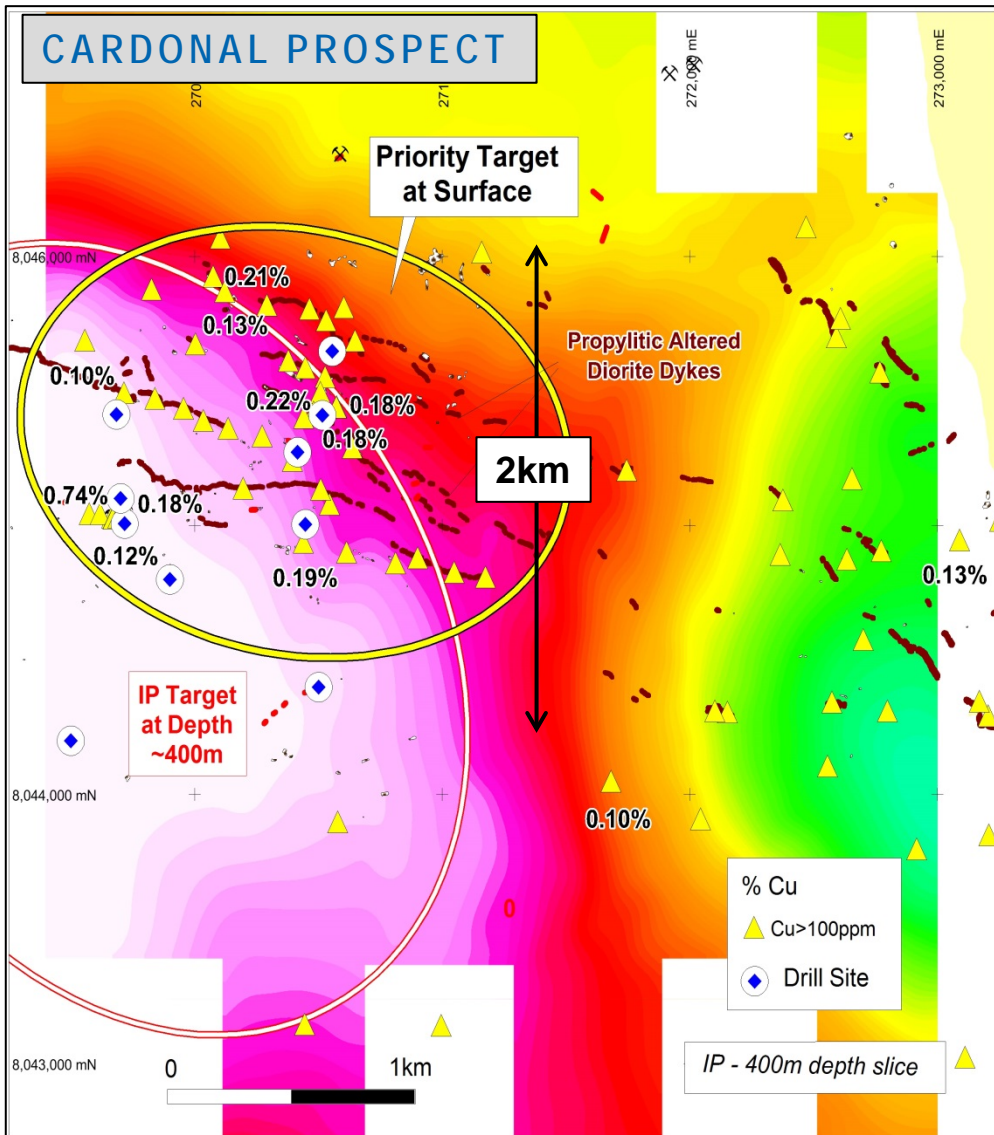 CARDONAL PROSPECT
270
271
272,000 mE
273,000 mE
Priority Target
at Surface
8,046,000 mN
0.21%
0.13%
Propylitic Altered
Diorite Dykes
0.10%
0.22%
0.18%
0.18%
2km
0.74%
0.18%
0.12%
0.19%
0.13%
IP Target
at Depth
~400m
8,044,000 mN
0.10%
% Cu
Cu>100ppm
Drill Site
0
8,043,000 mN
0
1km
IP - 400m depth slice